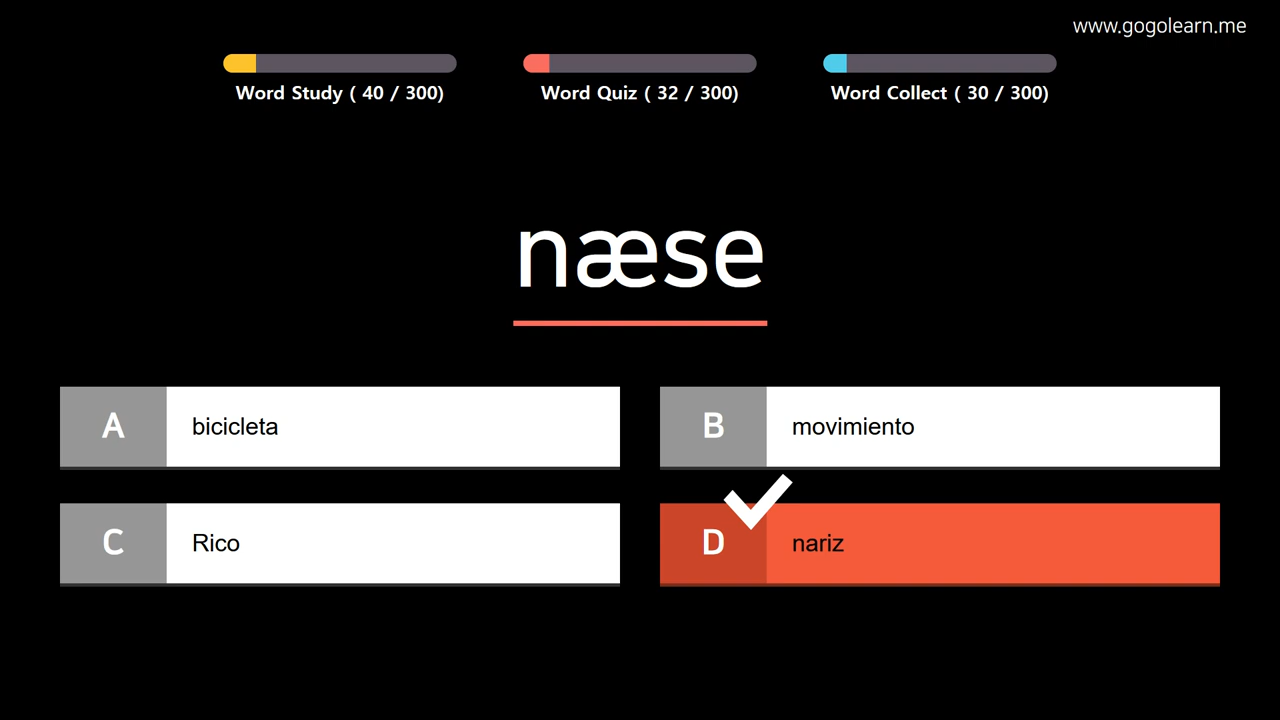 www.gogolearn.me
Word Study ( 40 / 300)
Word Quiz ( 32 / 300)
Word Collect ( 30 / 300)
næse
A bicicleta
B movimiento
C Rico
D nariz